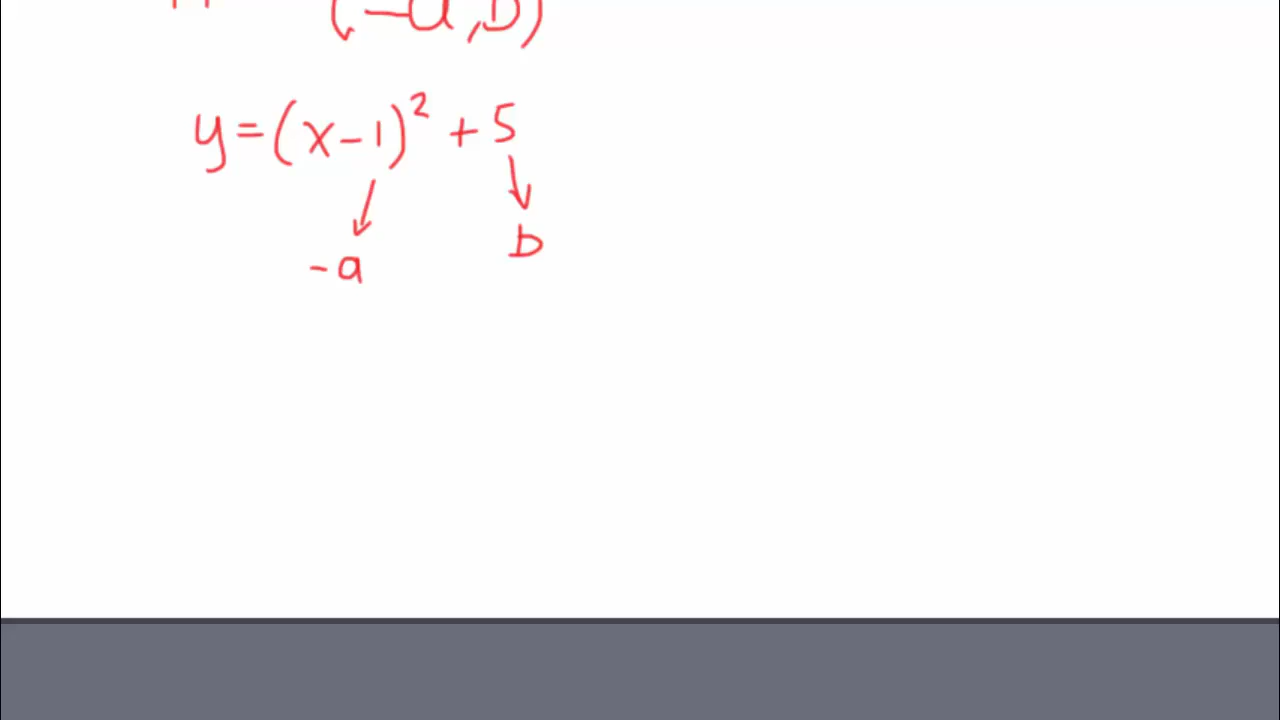 (-a, b)
y = (x - 1)² + 5
-a b